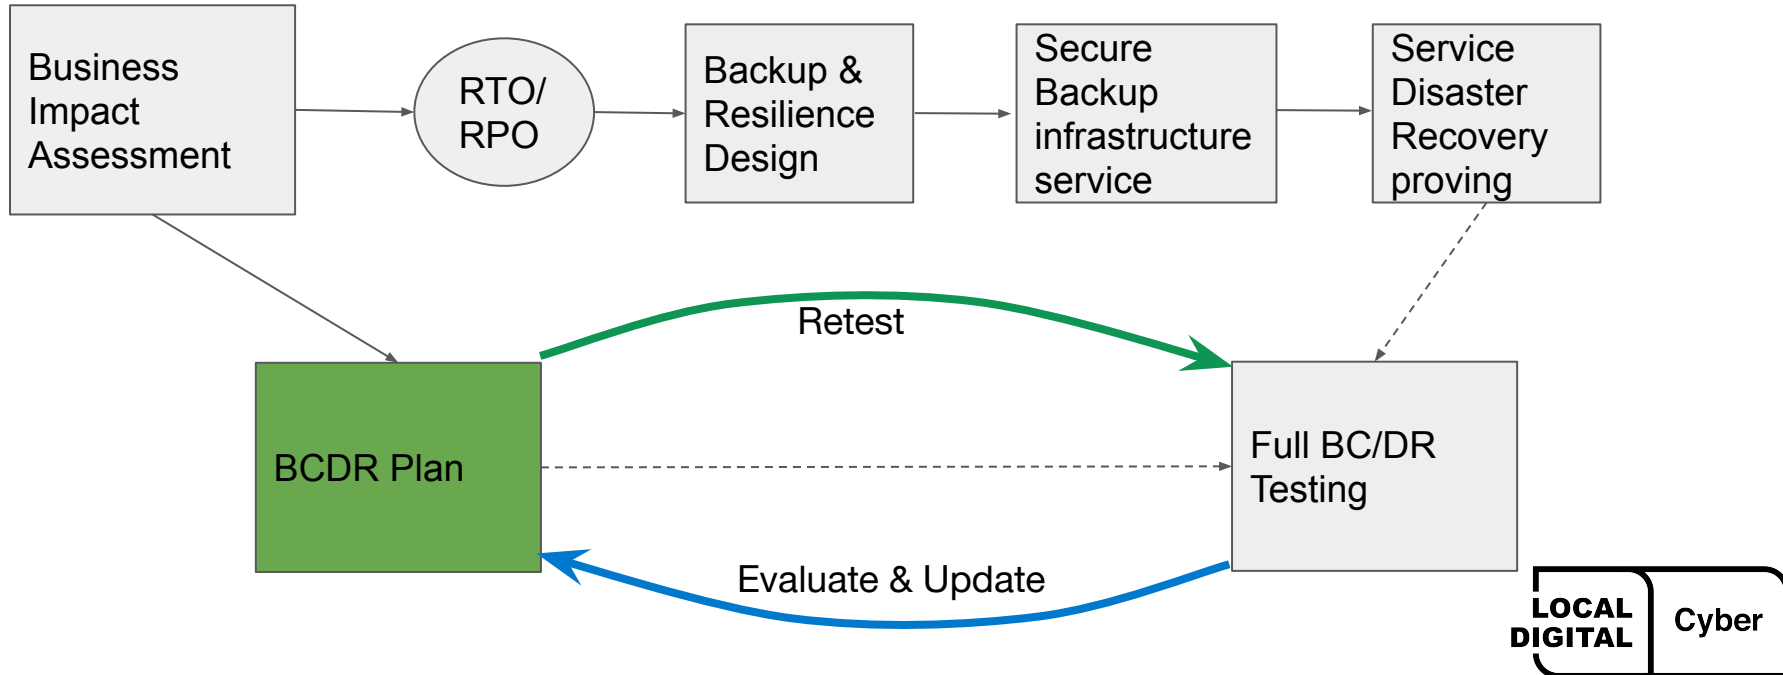 Business
Impact
Assessment
RTO/
RPO
Backup &
Resilience
Design
Secure
Backup
infrastructure
service
Service
Disaster
Recovery
proving
Retest
BCDR Plan
Full BC/DR
Testing
Evaluate & Update
LOCAL
DIGITAL
Cyber